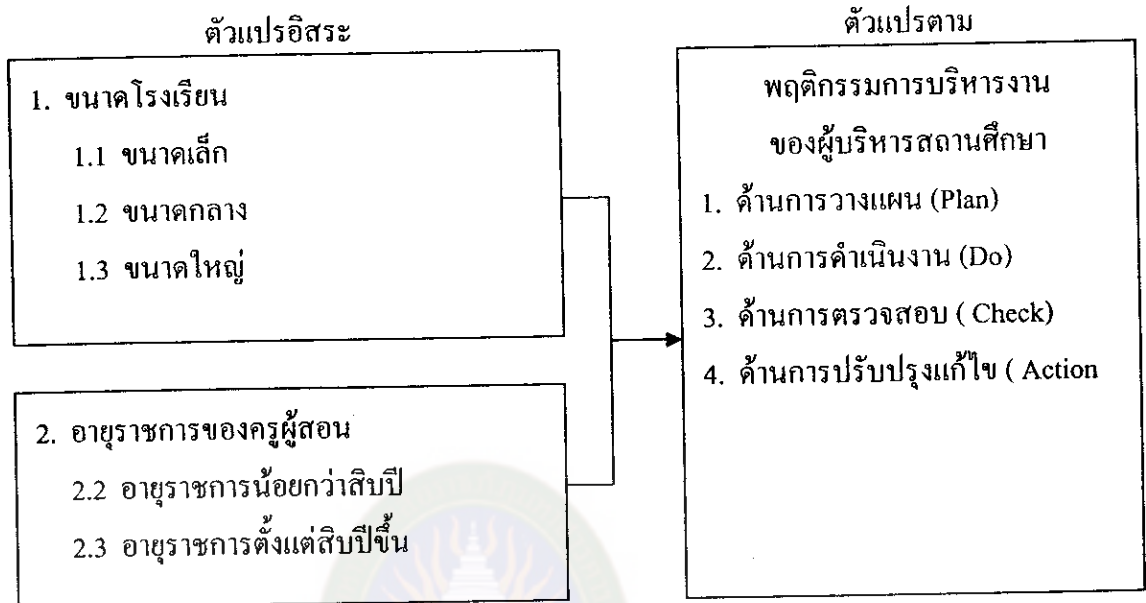 ตัวแปรอิสระ
1. ขนาดโรงเรียน
1.1 ขนาดเล็ก
1.2 ขนาดกลาง
1.3 ขนาดใหญ่
2. อายุราชการของครูผู้สอน
2.2 อายุราชการน้อยกว่าสิบปี
2.3 อายุราชการตั้งแต่สิบปีขึ้น
ตัวแปรตาม
พฤติกรรมการบริหารงาน
ของผู้บริหารสถานศึกษา
1. ด้านการวางแผน (Plan)
2. ด้านการดำเนินงาน (Do)
3. ด้านการตรวจสอบ ( Check)
4. ด้านการปรับปรุงแก้ไข ( Action